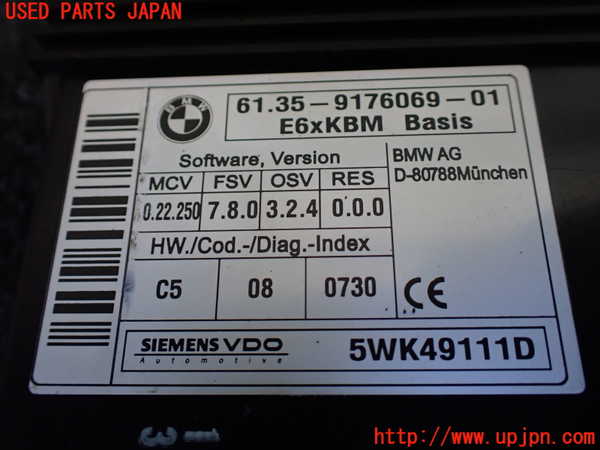 USED PARTS JAPAN
BMW
61.35-9176069-01
E6xKBM Basis
Software, Version
MCV FSV OSV RES
0.22.250 7.8.0 3.2.4 0.0.0
HW./Cod.-/Diag.-Index
C5 08 0730
BMW AG
D-80788München
CE
SIEMENS VDO
Automotive
5WK49111D
http://www.upjpn.com/